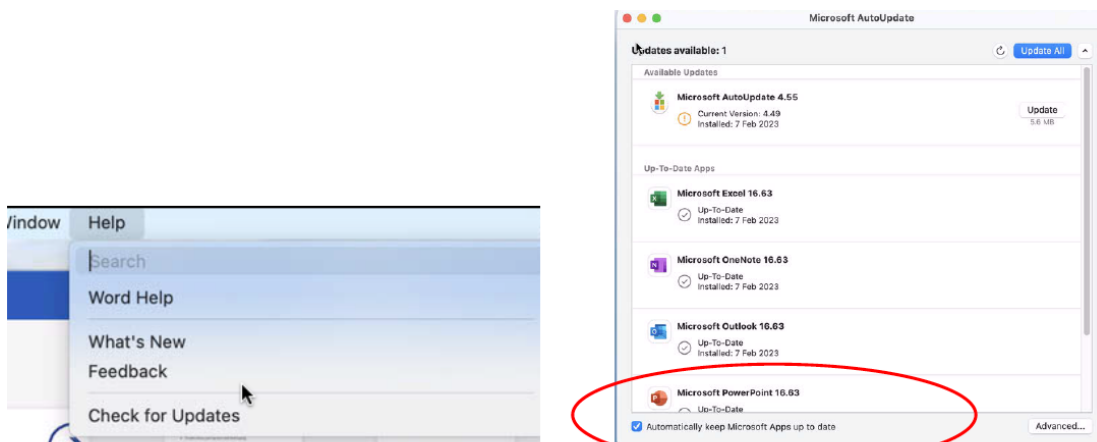 Window Help
Search
Word Help
What's New
Feedback
Check for Updates
Microsoft AutoUpdate
Updates available: 1
Update All
Available Updates
Microsoft AutoUpdate 4.55
Current Version: 4.49
Installed: 7 Feb 2023
Update
5.6 MB
Up-To-Date Apps
Microsoft Excel 16.63
Up-To-Date
Installed: 7 Feb 2023
Microsoft OneNote 16.63
Up-To-Date
Installed: 7 Feb 2023
Microsoft Outlook 16.63
Up-To-Date
Installed: 7 Feb 2023
Microsoft PowerPoint 16.63
Up-To-Date
Automatically keep Microsoft Apps up to date
Advanced...